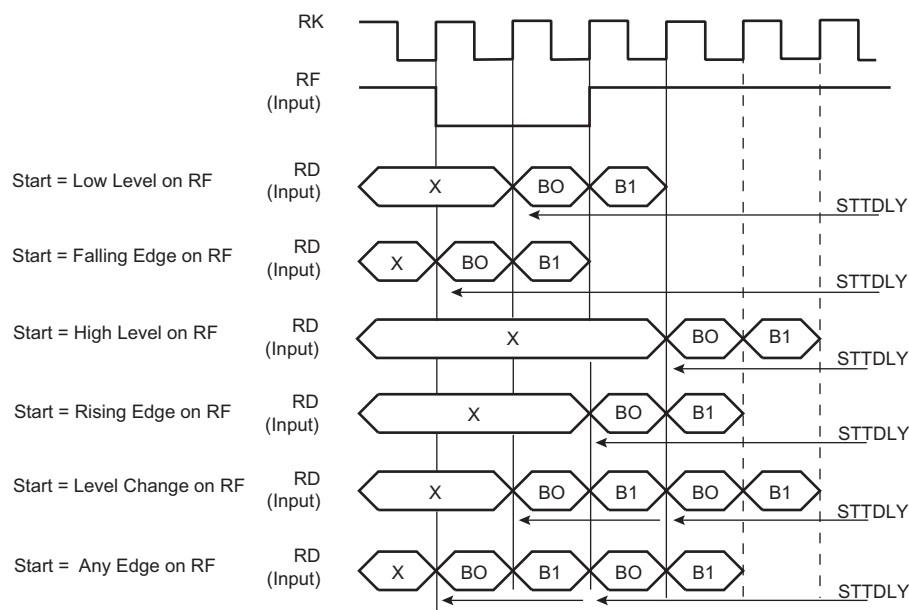 RK
RF
(Input)
Start = Low Level on RF
RD
(Input)
X
BO
B1
STTDLY
Start = Falling Edge on RF
RD
(Input)
X
BO
B1
STTDLY
Start = High Level on RF
RD
(Input)
X
BO
B1
STTDLY
Start = Rising Edge on RF
RD
(Input)
X
BO
B1
STTDLY
Start = Level Change on RF
RD
(Input)
X
BO
B1
BO
B1
STTDLY
Start = Any Edge on RF
RD
(Input)
X
BO
B1
BO
B1
STTDLY